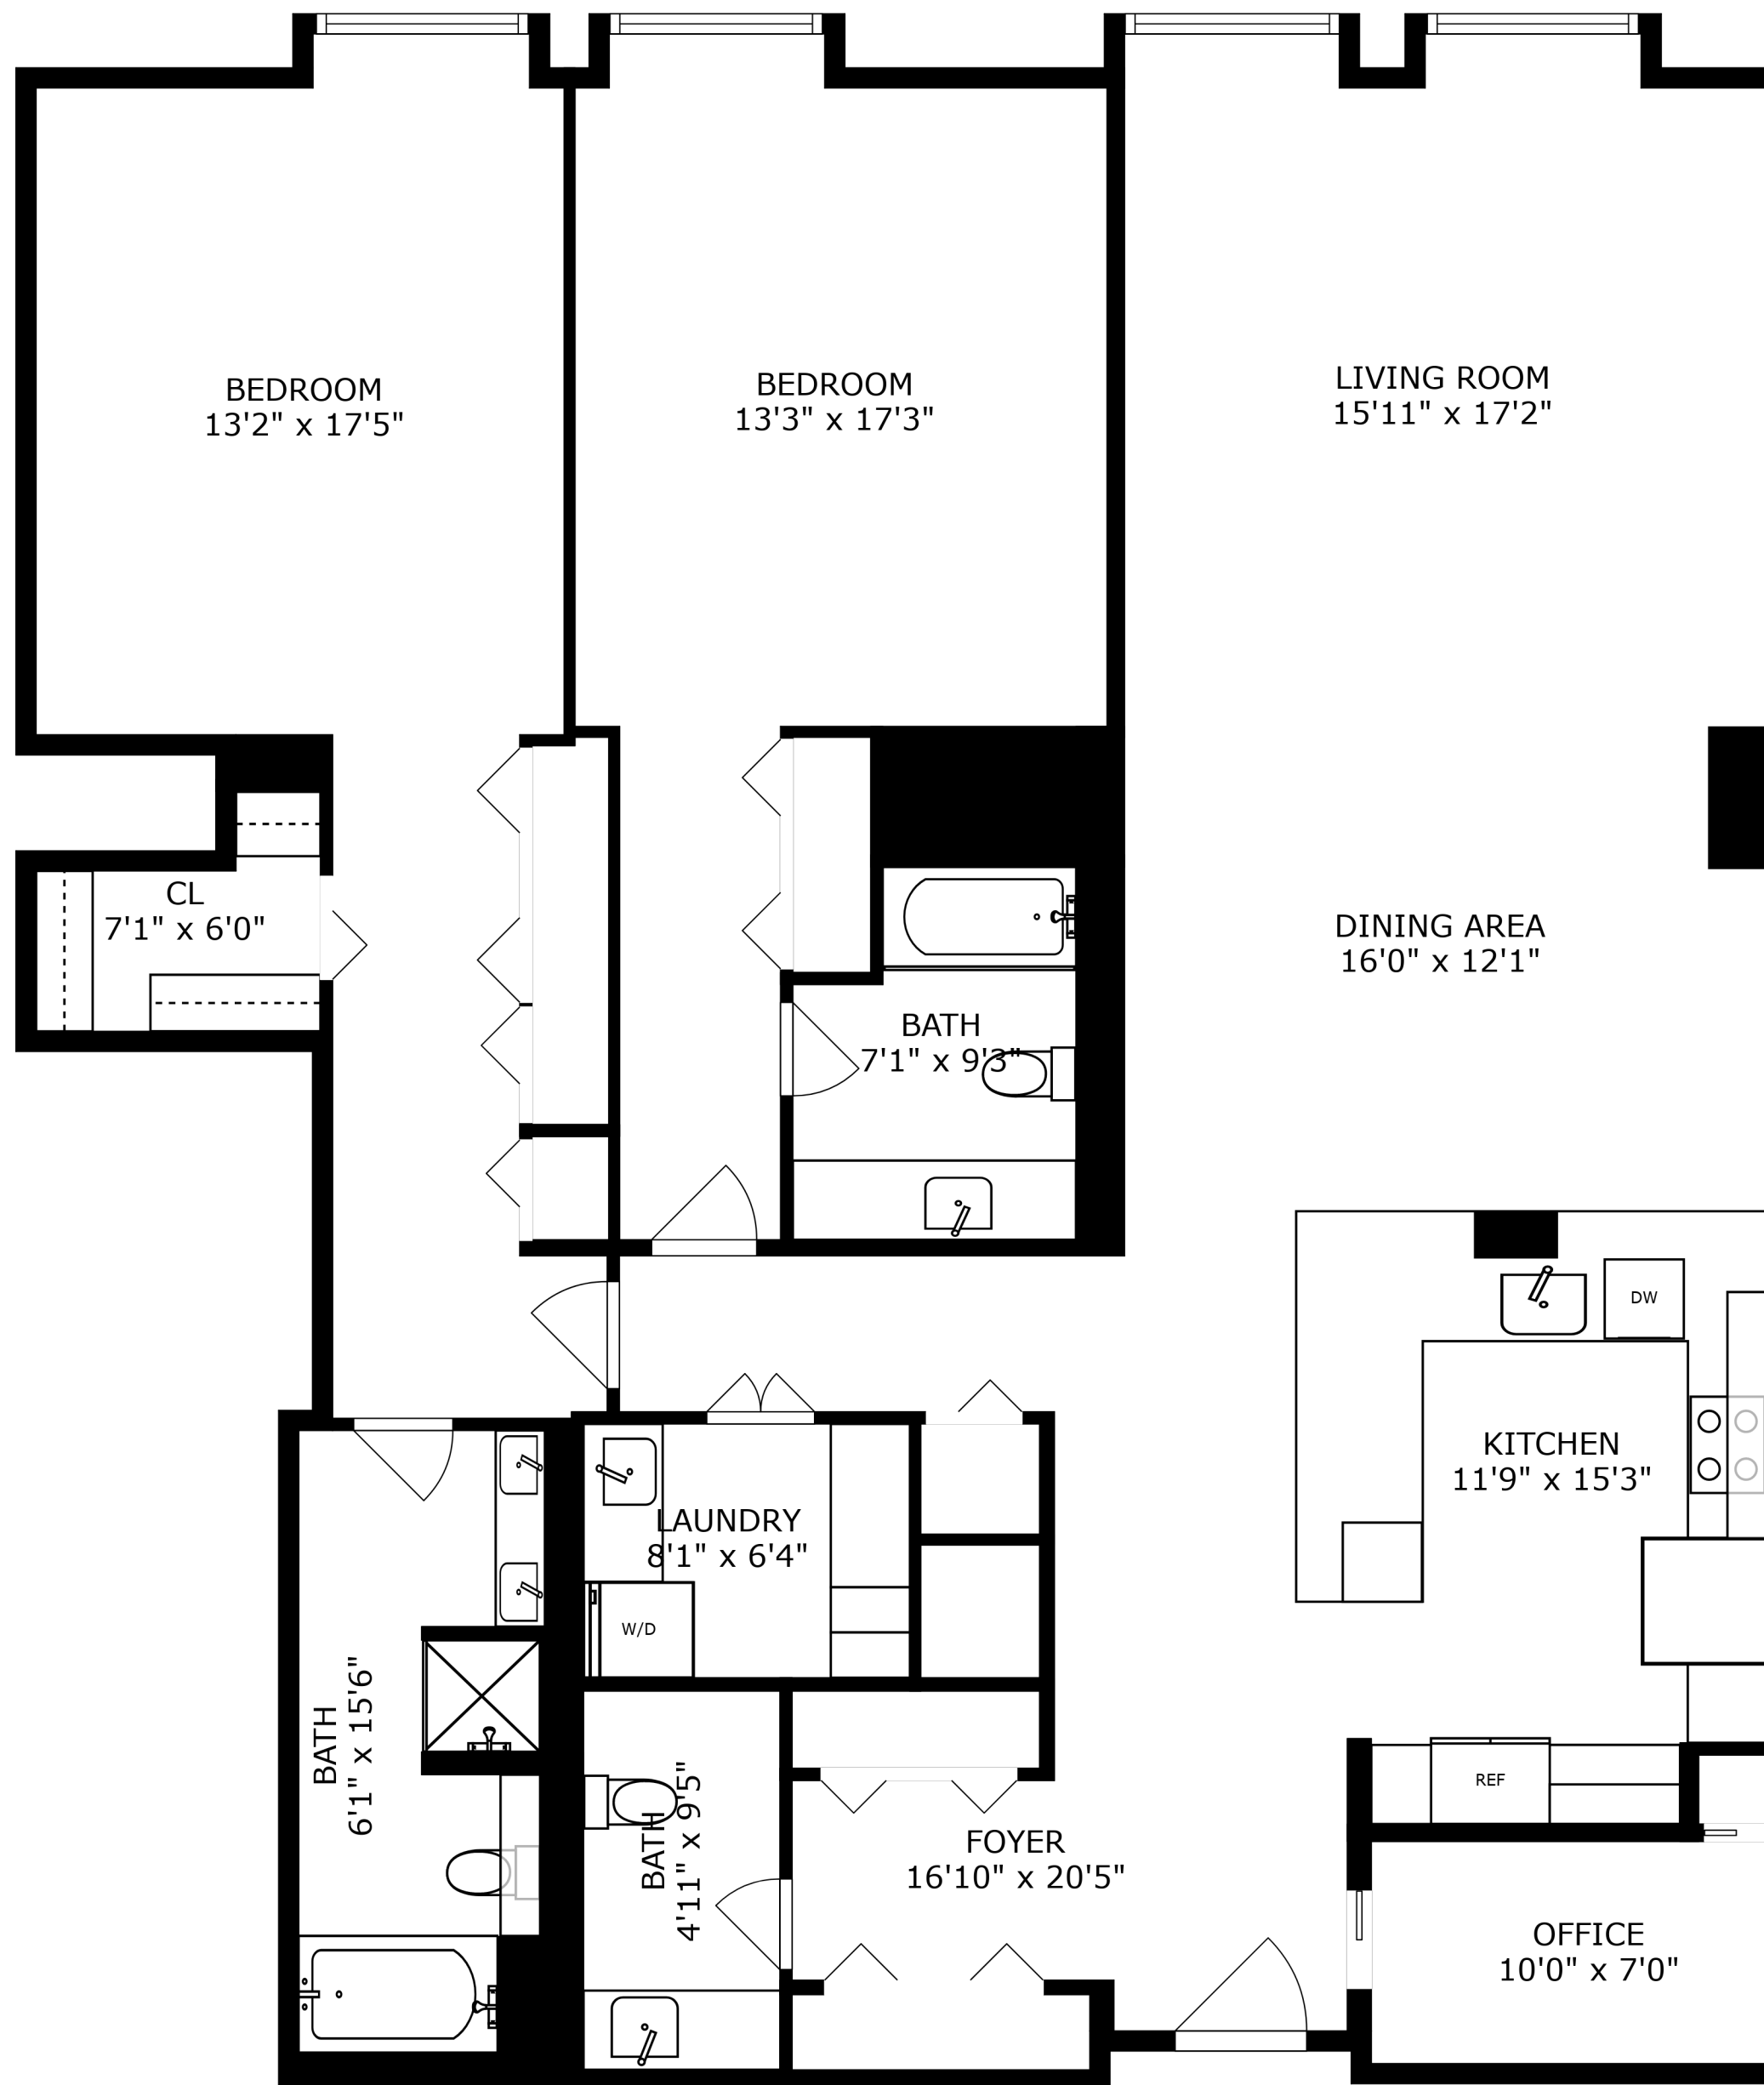 BEDROOM
13'2" x 17'5"
BEDROOM
13'3" x 17'3"
LIVING ROOM
15'11" x 17'2"
CL
7'1" x 6'0"
DINING AREA
16'0" x 12'1"
BATH
7'1" x 9'3"
DW
KITCHEN
11'9" x 15'3"
LAUNDRY
8'1" x 6'4"
W/D
BATH
6'1" x 15'6"
BATH
4'11" x 9'5"
REF
FOYER
16'10" x 20'5"
OFFICE
10'0" x 7'0"